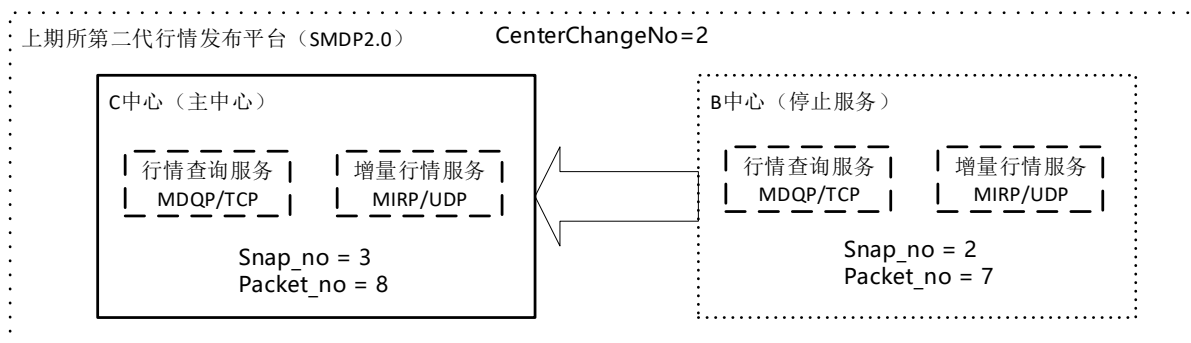 上期所第二代行情发布平台（SMDP2.0）
CenterChangeNo=2
C中心（主中心）
行情查询服务
MDQP/TCP
增量行情服务
MIRP/UDP
Snap_no = 3
Packet_no = 8
B中心（停止服务）
行情查询服务
MDQP/TCP
增量行情服务
MIRP/UDP
Snap_no = 2
Packet_no = 7